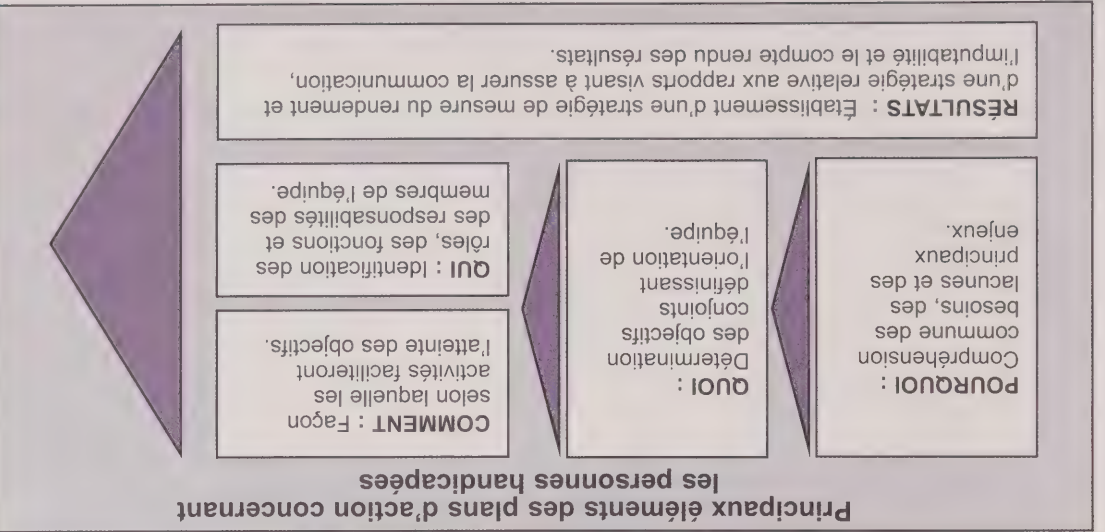 Principaux éléments des plans d'action concernant
les personnes handicapées
POURQUOI :
Compréhension
commune des
besoins, des
lacunes et des
principaux
enjeux.
QUOI :
Détermination
des objectifs
conjoints
définissant
l'orientation de
l'équipe.
COMMENT : Façon
selon laquelle les
activités faciliteront
l'atteinte des objectifs.
QUI : Identification des
rôles, des fonctions et
des responsabilités des
membres de l'équipe.
RÉSULTATS : Établissement d'une stratégie de mesure du rendement et
d'une stratégie relative aux rapports visant à assurer la communication,
l'imputabilité et le compte rendu des résultats.